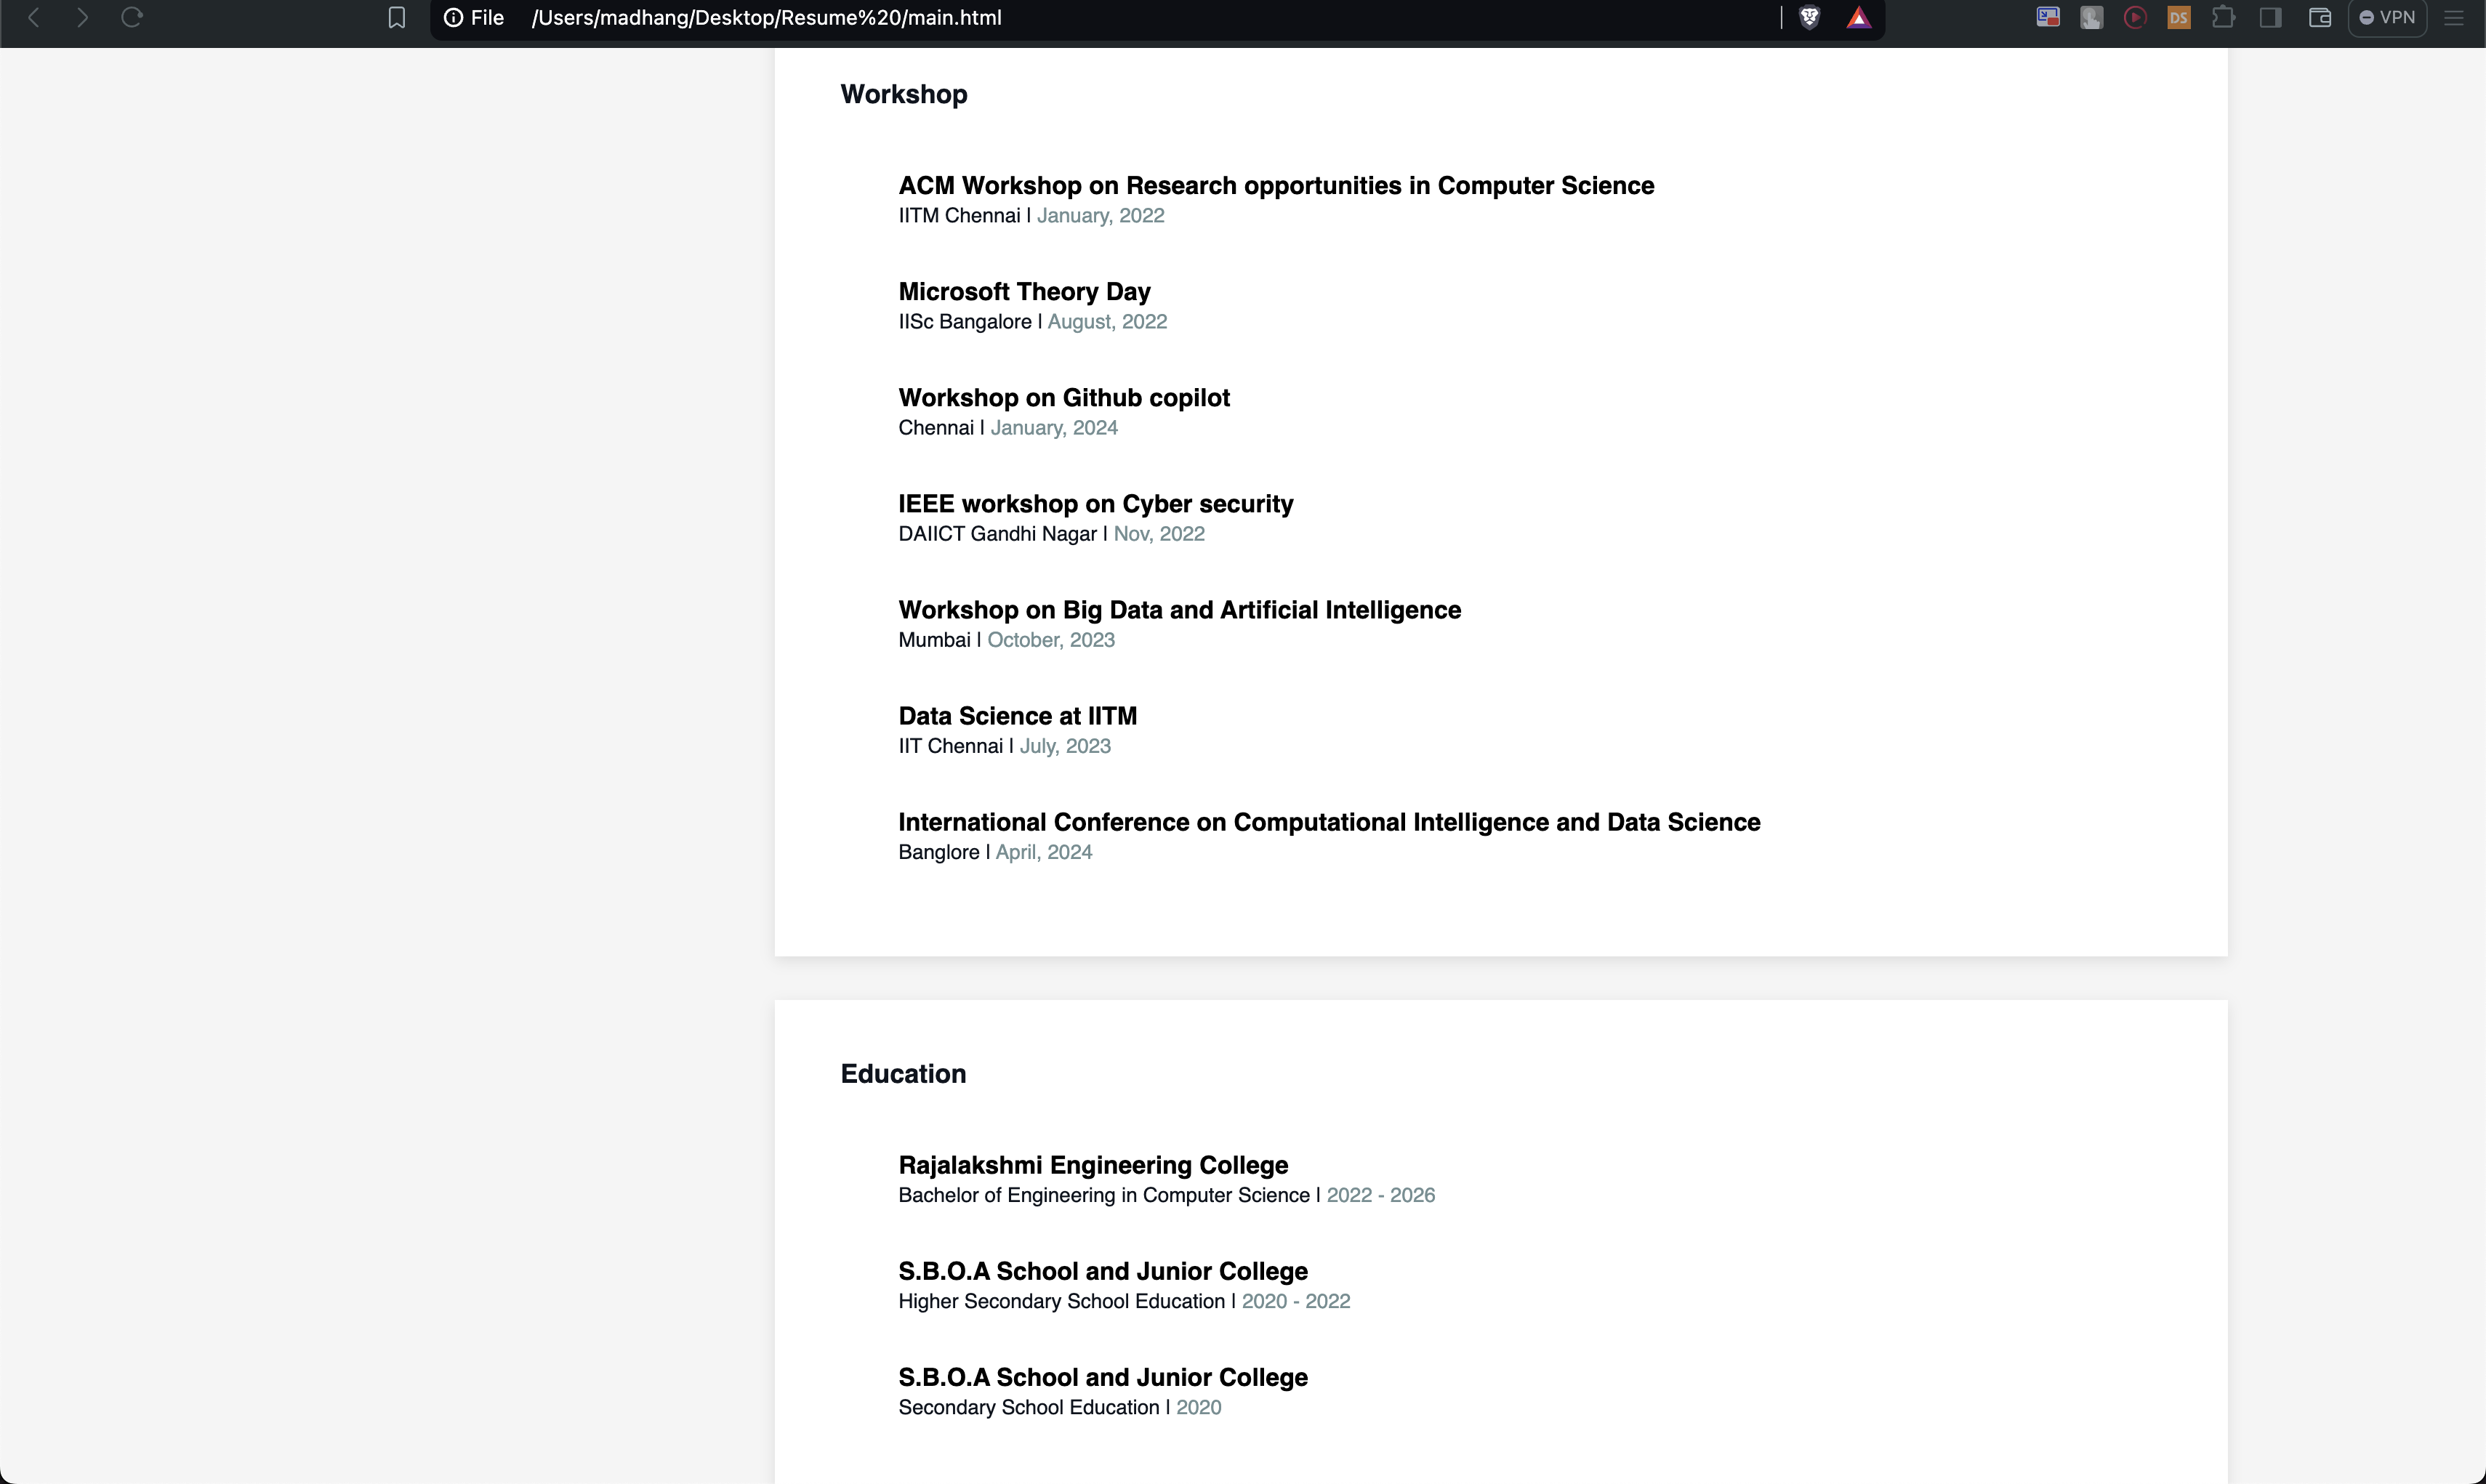 File /Users/madhang/Desktop/Resume%20/main.html
DS
VPN
Workshop
ACM Workshop on Research opportunities in Computer Science
IITM Chennai | January, 2022
Microsoft Theory Day
IISc Bangalore | August, 2022
Workshop on Github copilot
Chennai | January, 2024
IEEE workshop on Cyber security
DAIICT Gandhi Nagar | Nov, 2022
Workshop on Big Data and Artificial Intelligence
Mumbai | October, 2023
Data Science at IITM
IIT Chennai | July, 2023
International Conference on Computational Intelligence and Data Science
Banglore | April, 2024
Education
Rajalakshmi Engineering College
Bachelor of Engineering in Computer Science | 2022 - 2026
S.B.O.A School and Junior College
Higher Secondary School Education | 2020 - 2022
S.B.O.A School and Junior College
Secondary School Education | 2020